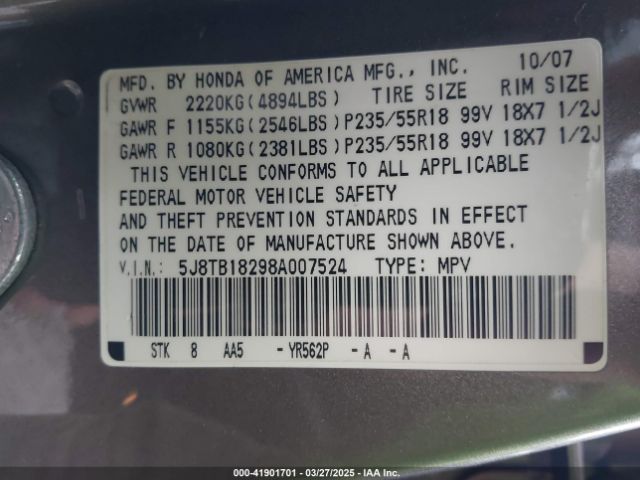 MFD. BY HONDA OF AMERICA MFG., INC. 10/07
GVWR 2220KG(4894LBS) TIRE SIZE RIM SIZE
GAWR F 1155KG(2546LBS)P235/55R18 99V 18X7 1/2J
GAWR R 1080KG(2381LBS)P235/55R18 99V 18X7 1/2J
THIS VEHICLE CONFORMS TO ALL APPLICABLE
FEDERAL MOTOR VEHICLE SAFETY
AND THEFT PREVENTION STANDARDS IN EFFECT
ON THE DATE OF MANUFACTURE SHOWN ABOVE.
V.I.N.: 5J8TB18298A007524 TYPE: MPV
STK 8 AA5 - YR562P - A - A
000-41901701 | 03/27/2025 | IAA Inc.